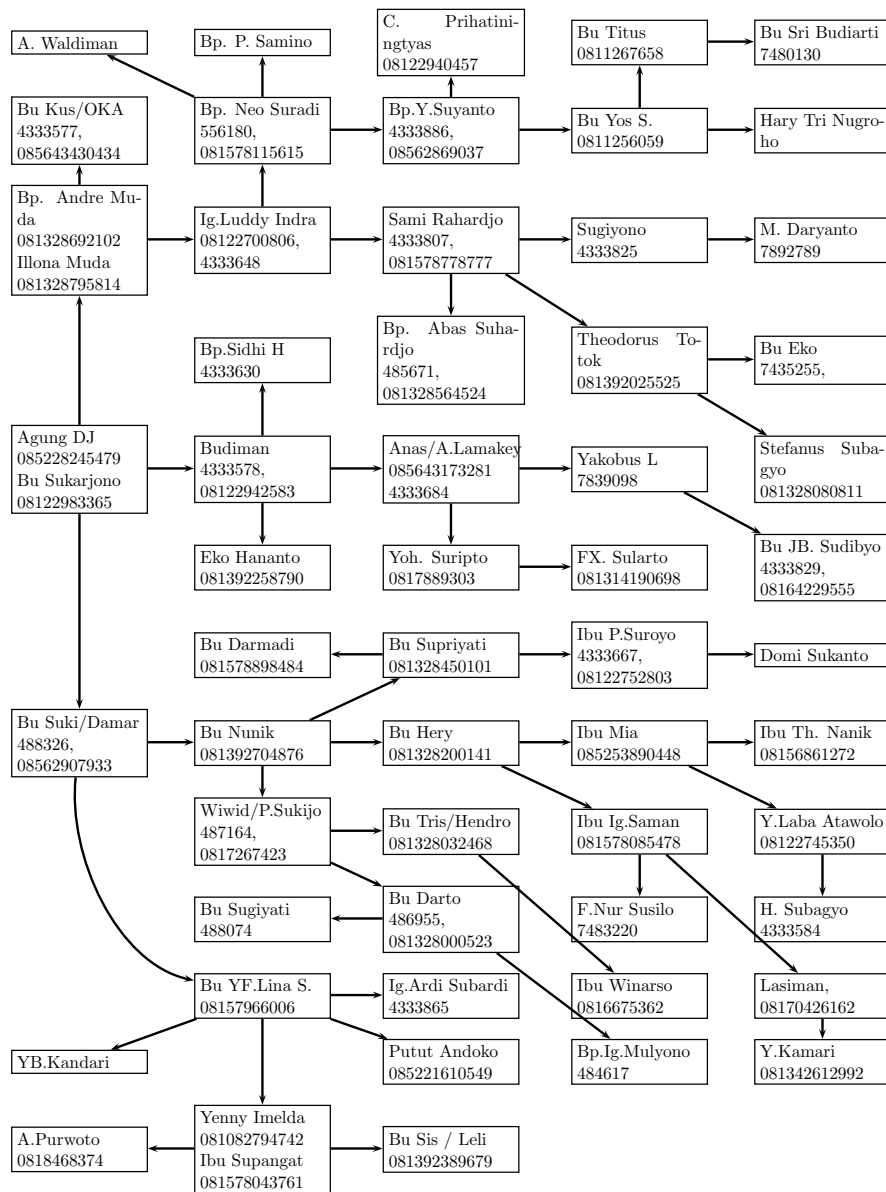 A. Waldiman
Bp. P. Samino
C. Prihatini-
ngtyas
08122940457
Bu Titus
0811267658
Bu Sri Budiarti
7480130
Bu Kus/OKA
4333577,
085643430434
Bp. Neo Suradi
556180,
081578115615
Bp.Y.Suyanto
4333886,
08562869037
Bu Yos S.
0811256059
Hary Tri Nugro-
ho
Bp. Andre Mu-
da
081328692102
Illona Muda
081328795814
Ig.Luddy Indra
08122700806,
4333648
Sami Rahardjo
4333807,
081578778777
Sugiyono
4333825
M. Daryanto
7892789
Bp.Sidhi H
4333630
Bp. Abas Suha-
rdjo
485671,
081328564524
Theodorus To-
tok
081392025525
Bu Eko
7435255,
Agung DJ
085228245479
Bu Sukarjono
08122983365
Budiman
4333578,
08122942583
Anas/A.Lamakey
085643173281
4333684
Yakobus L
7839098
Stefanus Suba-
gyo
081328080811
Eko Hananto
081392258790
Yoh. Suripto
0817889303
FX. Sularto
081314190698
Bu JB. Sudibyo
4333829,
08164229555
Bu Darmadi
081578898484
Bu Supriyati
081328450101
Ibu P.Suroyo
4333667,
08122752803
Domi Sukanto
Bu Suki/Damar
488326,
08562907933
Bu Nunik
081392704876
Bu Hery
081328200141
Ibu Mia
085253890448
Ibu Th. Nanik
08156861272
Wiwid/P.Sukijo
487164,
0817267423
Bu Tris/Hendro
081328032468
Ibu Ig.Saman
081578085478
Y.Laba Atawolo
08122745350
Bu Sugiyati
488074
Bu Darto
486955,
081328000523
F.Nur Susilo
7483220
H. Subagyo
4333584
Bu YF.Lina S.
08157966006
Ig.Ardi Subardi
4333865
Ibu Winarso
0816675362
Lasiman,
08170426162
YB.Kandari
Putut Andoko
085221610549
Bp.Ig.Mulyono
484617
Y.Kamari
081342612992
A.Purwoto
0818468374
Yenny Imelda
081082794742
Ibu Supangat
081578043761
Bu Sis / Leli
081392389679